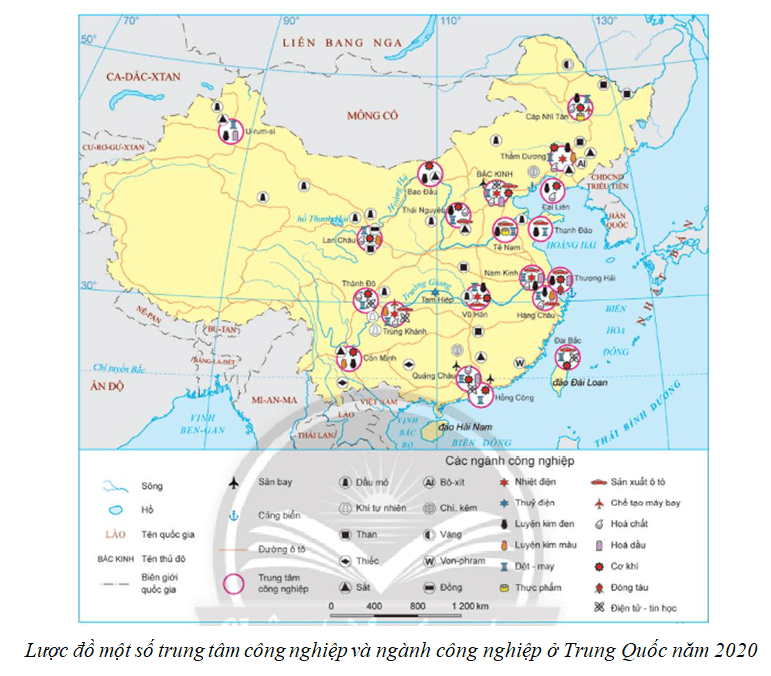 70°
90°
110°
130°
50°
LIÊN BANG NGA
CA-DẮC-XTAN
MÔNG CỔ
Cáp Nhĩ Tân
U-rum-si
CƯ-RƠ-GƯ-XTAN
Thẩm Dương
BẮC KINH
CHDCND
TRIỀU TIÊN
Bao Đầu
Hoàng Hà
Thái Nguyên
Đại Liên
HÀN
QUỐC
NHẬT BẢN
hồ Thanh Hải
Lan Châu
Thanh Đảo
Tế Nam
HOÀNG HẢI
30°
Nam Kinh
Thượng Hải
Thành Đô
Trường Giang
Tam Hiệp
Vũ Hán
Hàng Châu
Trùng Khánh
BIỂN
HOA
ĐÔNG
NÊ-PAN
BU-TAN
BĂNG-LA-ĐÉT
Côn Minh
Đài Bắc
Chí tuyến Bắc
Quảng Châu
đảo Đài Loan
ẤN ĐỘ
MI-AN-MA
VIỆT NAM
Hồng Công
LÀO
VỊNH
BEN-GAN
THÁI LAN
VỊNH
BẮC
BỘ
đảo Hải Nam
BIỂN ĐÔNG
THÁI BÌNH DƯƠNG
Các ngành công nghiệp
Sông
Sân bay
Dầu mỏ
Al Bô-xít
Nhiệt điện
Sản xuất ô tô
Hồ
Cảng biển
Khí tự nhiên
Chì, kẽm
Thuỷ điện
Chế tạo máy bay
LÀO Tên quốc gia
Đường ô tô
Than
Vàng
Luyện kim đen
Hoá chất
BẮC KINH Tên thủ đô
Thiếc
W Von-phram
Luyện kim màu
Hoá dầu
Biên giới
quốc gia
Trung tâm
công nghiệp
Sắt
Đồng
Dệt - may
Cơ khí
Thực phẩm
Đóng tàu
0 400 800 1 200 km
Điện tử - tin học
Lược đồ một số trung tâm công nghiệp và ngành công nghiệp ở Trung Quốc năm 2020